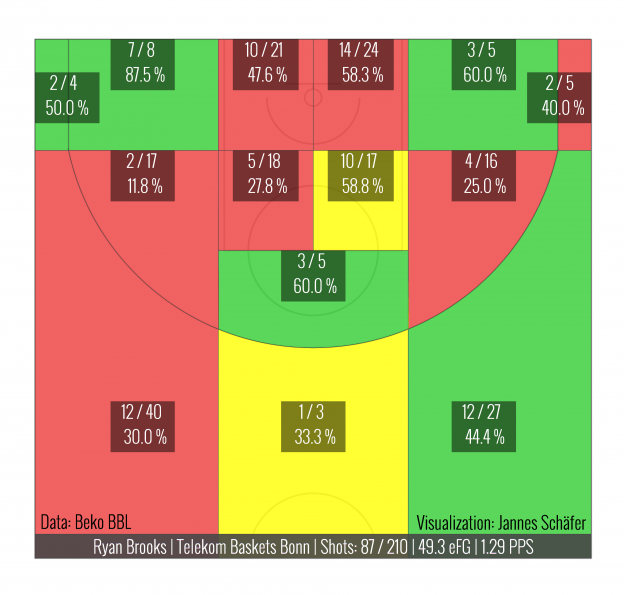 7 / 8
87.5 %
10 / 21
47.6 %
14 / 24
58.3 %
3 / 5
60.0 %
2 / 4
50.0 %
2 / 5
40.0 %
2 / 17
11.8 %
5 / 18
27.8 %
10 / 17
58.8 %
4 / 16
25.0 %
3 / 5
60.0 %
12 / 40
30.0 %
1 / 3
33.3 %
12 / 27
44.4 %
Data: Beko BBL
Visualization: Jannes Schäfer
Ryan Brooks | Telekom Baskets Bonn | Shots: 87 / 210 | 49.3 eFG | 1.29 PPS